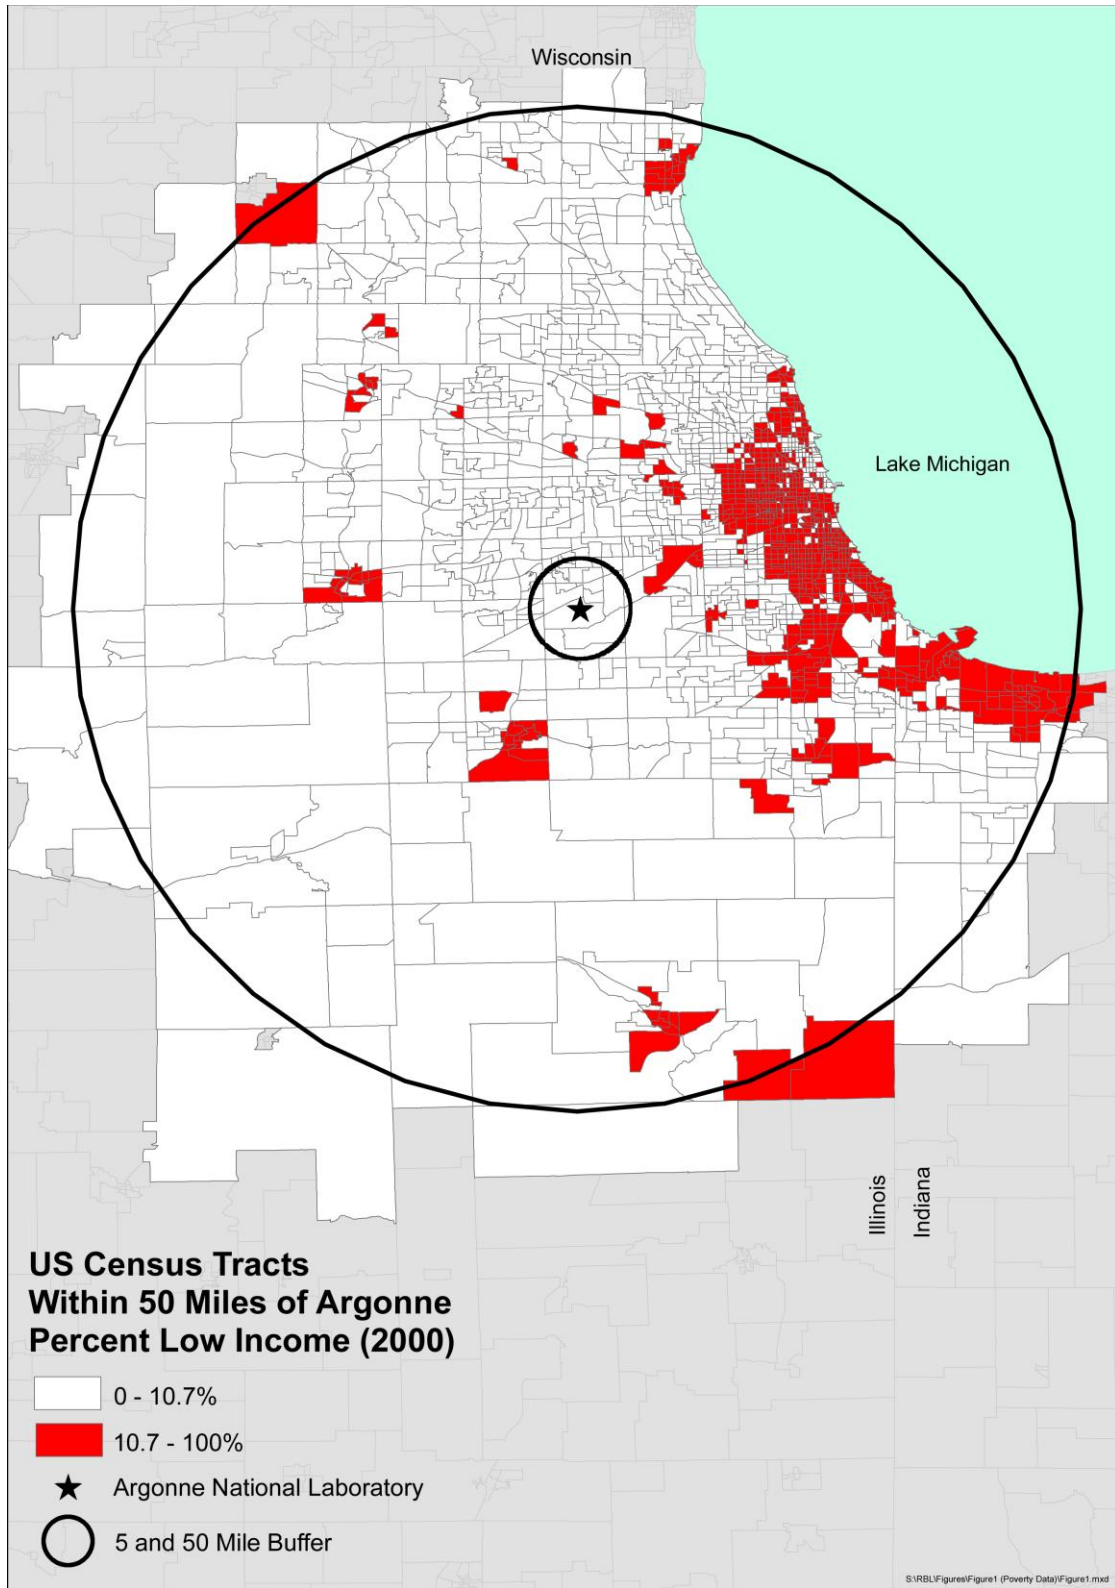 Wisconsin
Lake Michigan
Illinois
Indiana
US Census Tracts
Within 50 Miles of Argonne
Percent Low Income (2000)
0 - 10.7%
10.7 - 100%
Argonne National Laboratory
5 and 50 Mile Buffer
S:\RBL\Figures\Figure1 (Poverty Data)\Figure1.mxd